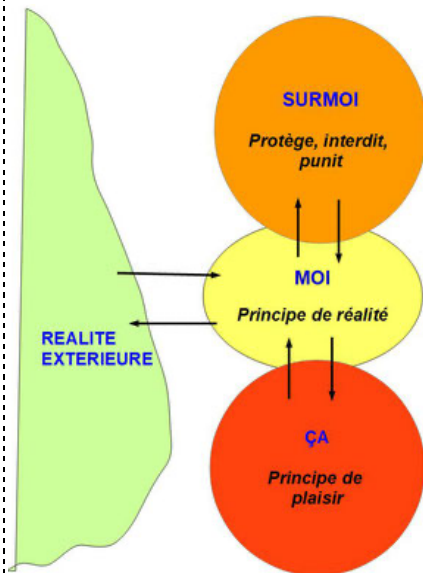 SURMOI
Protège, interdit,
punit
MOI
Principe de réalité
REALITE
EXTERIEURE
ÇA
Principe de
plaisir